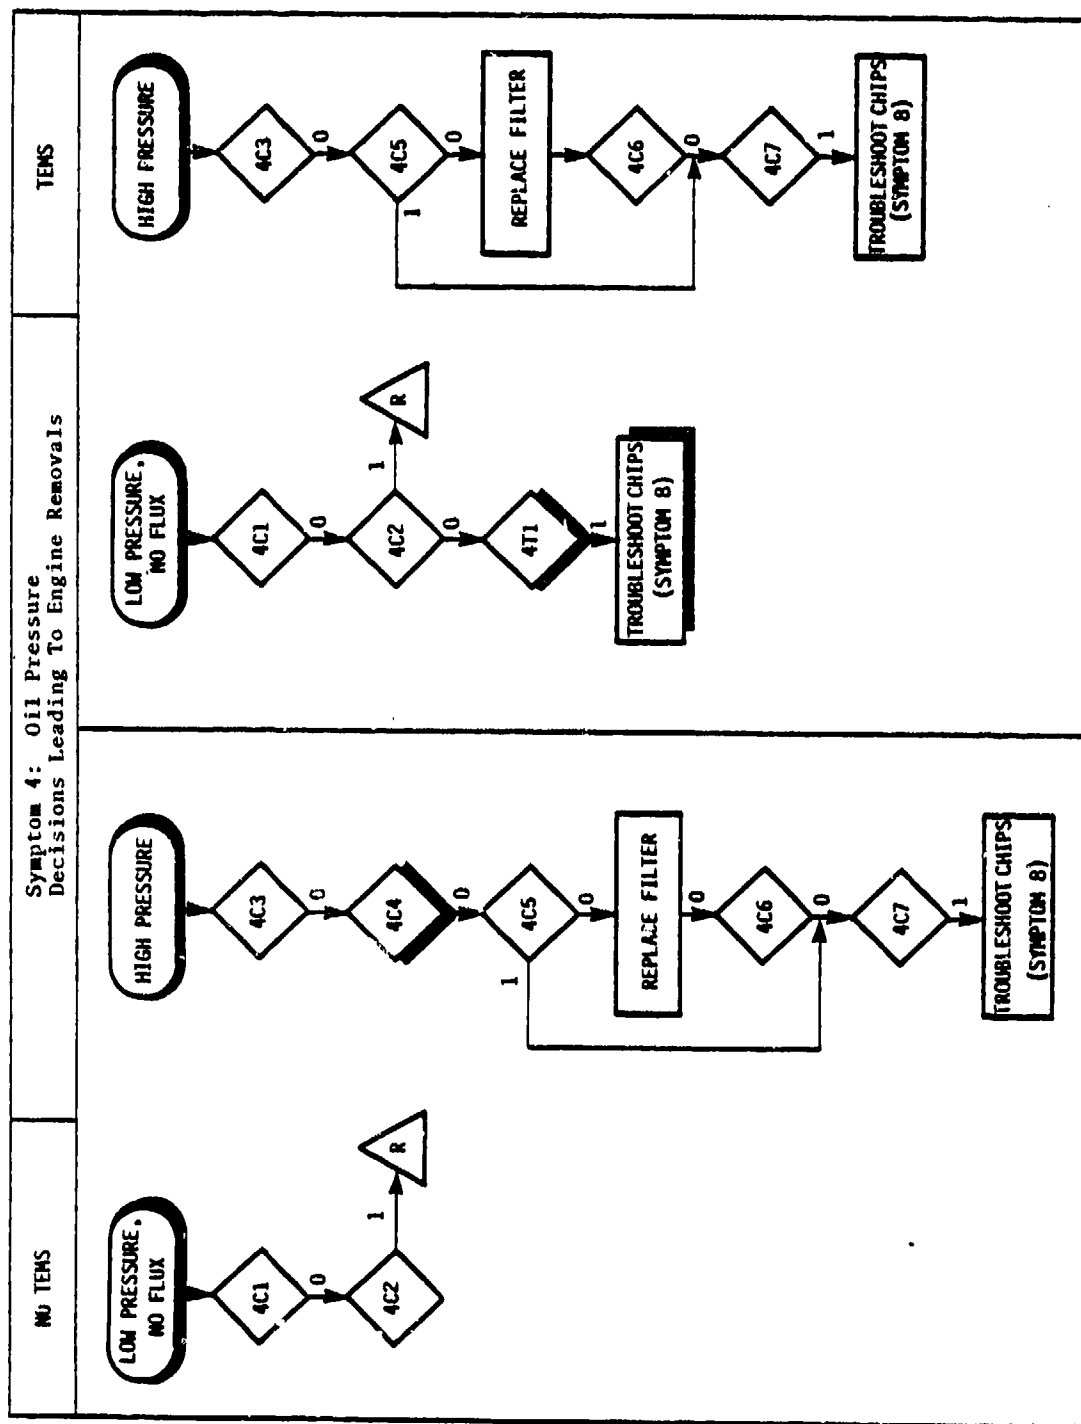 Symptom 4: Oil Pressure
Decisions Leading To Engine Removals
NO TEMS
TEMS
LOW PRESSURE,
NO FLUX
4C1
0
4C2
1
R
HIGH PRESSURE
4C3
0
4C4
0
4C5
1
0
REPLACE FILTER
0
4C6
0
4C7
1
TROUBLESHOOT CHIPS
(SYMPTOM 8)
LOW PRESSURE,
NO FLUX
4C1
0
4C2
1
R
0
4T1
1
TROUBLESHOOT CHIPS
(SYMPTOM 8)
HIGH PRESSURE
4C3
0
4C5
1
0
REPLACE FILTER
4C6
0
4C7
1
TROUBLESHOOT CHIPS
(SYMPTOM 8)